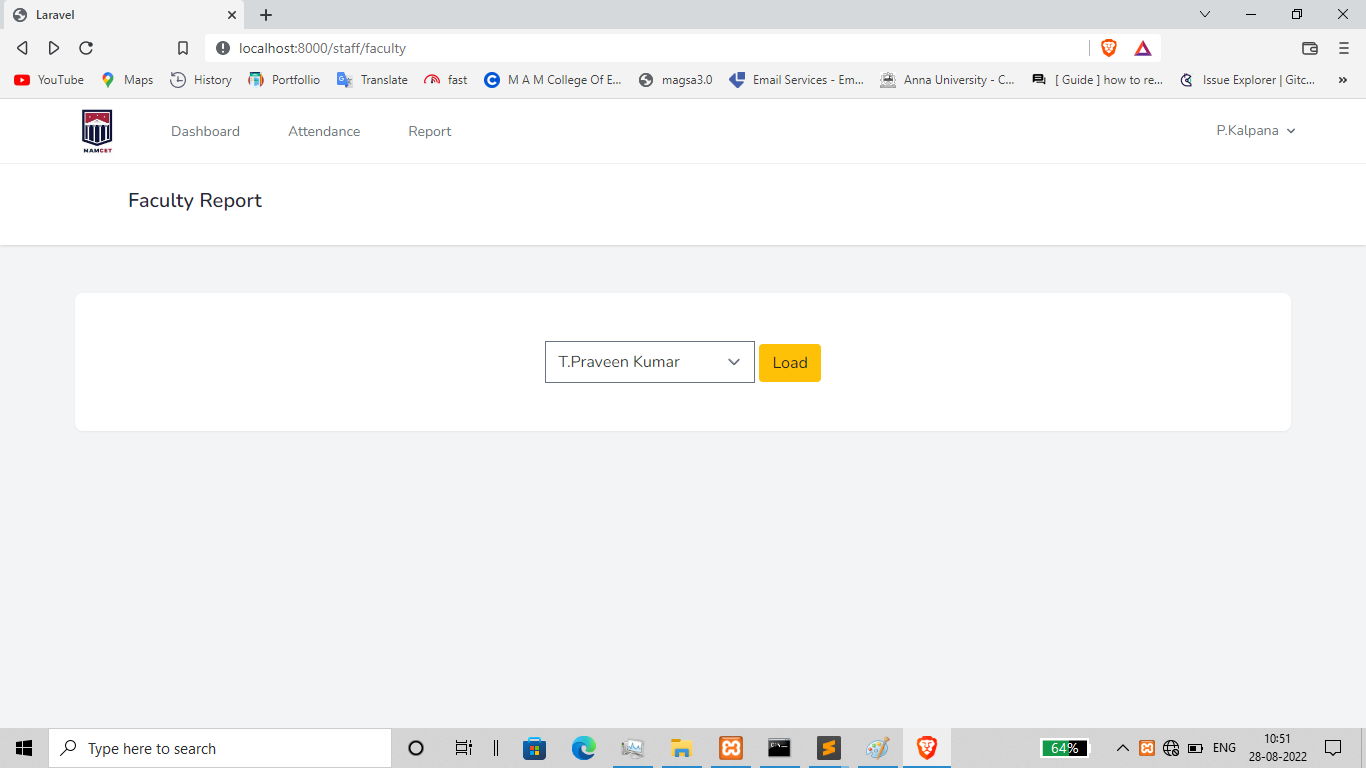 Laravel
localhost:8000/staff/faculty
YouTube Maps History Portfollio Translate fast M A M College Of E... magsa3.0 Email Services - Em... Anna University - C... [ Guide ] how to re... Issue Explorer | Gitc...
MAMCET
Dashboard Attendance Report P.Kalpana
Faculty Report
T.Praveen Kumar Load
Type here to search 64% ENG 10:51
28-08-2022